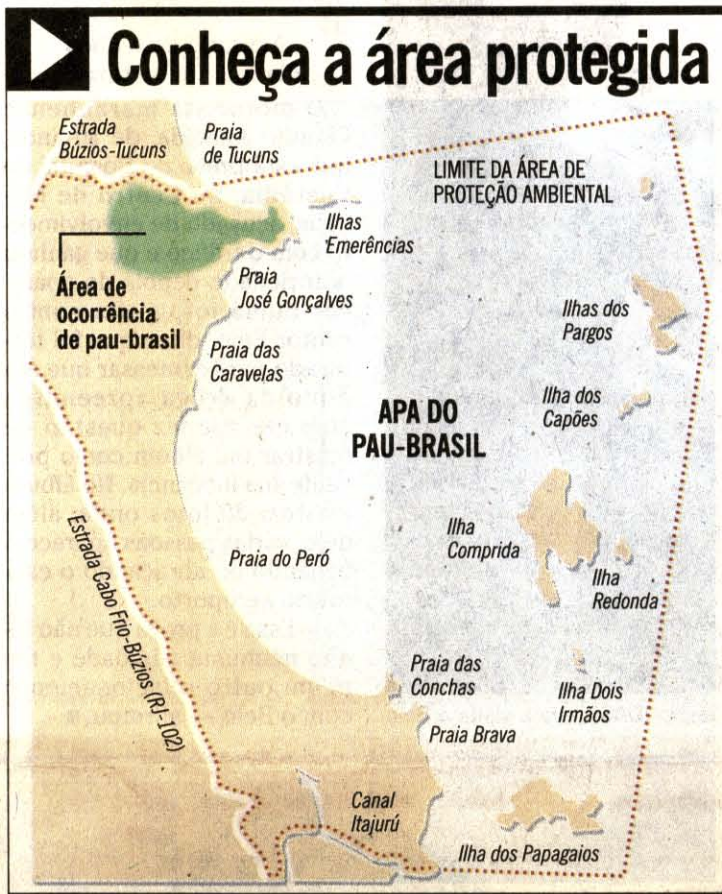 Conheça a área protegida
Estrada
Búzios-Tucuns
Praia
de Tucuns
LIMITE DA ÁREA DE
PROTEÇÃO AMBIENTAL
Ilhas
Emerências
Área de
ocorrência
de pau-brasil
Praia
José Gonçalves
Ilhas dos
Pargos
Praia das
Caravelas
Ilha dos
Capões
APA DO
PAU-BRASIL
Estrada Cabo Frio-Búzios (RJ-102)
Praia do Peró
Ilha
Comprida
Ilha
Redonda
Praia das
Conchas
Ilha Dois
Irmãos
Praia Brava
Canal
Itajurú
Ilha dos Papagaios